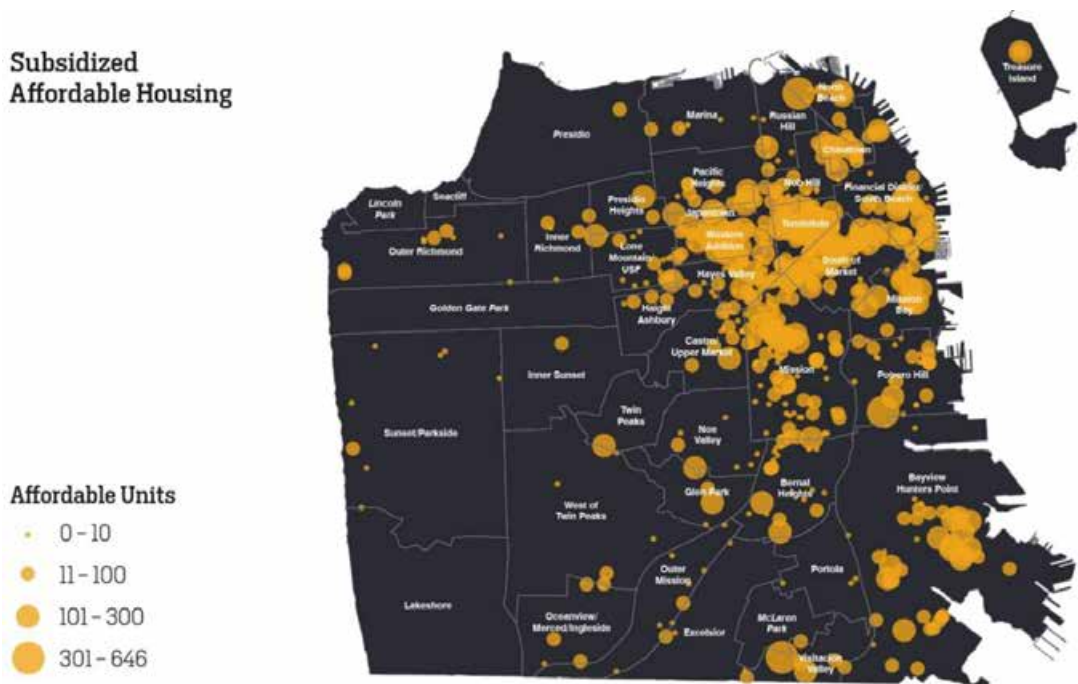 Subsidized
Affordable Housing
Treasure
Island
North
Beach
Marina
Russian
Hill
Presidio
Chinatown
Pacific
Heights
Nob Hill
Financial District/
South Beach
Seacliff
Lincoln
Park
Presidio
Heights
Japantown
Tenderloin
Western
Addition
Outer Richmond
Inner
Richmond
Lone
Mountain/
USF
South of
Market
Hayes Valley
Mission
Bay
Golden Gate Park
Haight
Ashbury
Castro/
Upper Market
Inner Sunset
Mission
Potrero Hill
Twin
Peaks
Sunset/Parkside
Noe
Valley
Bayview
Hunters Point
Glen Park
Bernal
Heights
West of
Twin Peaks
Outer
Mission
Portola
Lakeshore
Oceanview/
Merced/Ingleside
Excelsior
McLaren
Park
Visitacion
Valley
Affordable Units
0 – 10
11 – 100
101 – 300
301 – 646